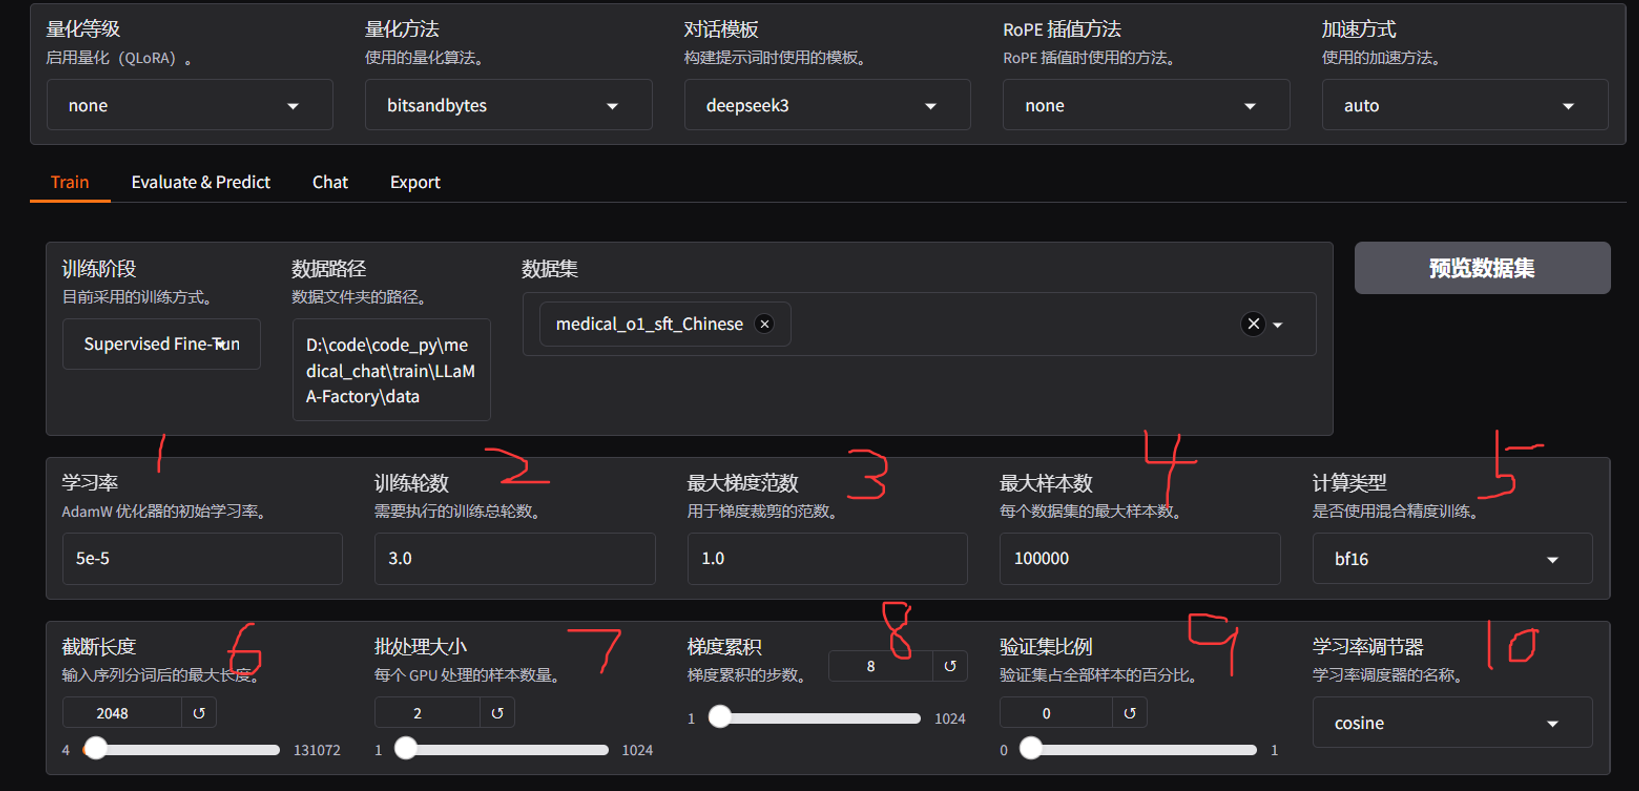 量化等级
启用量化（QLoRA）。
none
量化方法
使用的量化算法。
bitsandbytes
对话模板
构建提示词时使用的模板。
deepseek3
RoPE 插值方法
RoPE 插值时使用的方法。
none
加速方式
使用的加速方法。
auto
Train
Evaluate & Predict
Chat
Export
训练阶段
目前采用的训练方式。
Supervised Fine-Tun
数据路径
数据文件夹的路径。
D:\code\code_py\me
dical_chat\train\LLaM
A-Factory\data
数据集
medical_o1_sft_Chinese
预览数据集
1
学习率
AdamW 优化器的初始学习率。
5e-5
2
训练轮数
需要执行的训练总轮数。
3.0
3
最大梯度范数
用于梯度裁剪的范数。
1.0
4
最大样本数
每个数据集的最大样本数。
100000
5
计算类型
是否使用混合精度训练。
bf16
6
截断长度
输入序列分词后的最大长度。
2048
4
131072
7
批处理大小
每个 GPU 处理的样本数量。
2
1
1024
8
梯度累积
梯度累积的步数。
8
1
1024
9
验证集比例
验证集占全部样本的百分比。
0
0
1
10
学习率调节器
学习率调度器的名称。
cosine